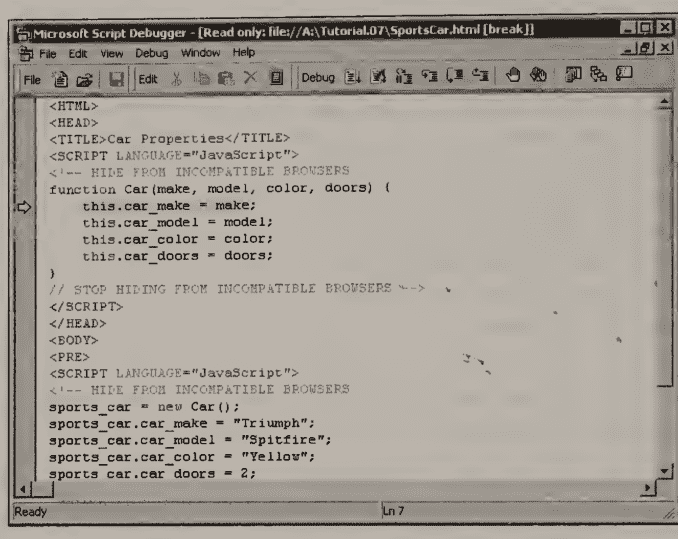 Microsoft Script Debugger - [Read only: file://A:\Tutorial.07\SportsCar.html [break]]
File Edit View Debug Window Help
File Edit Debug
<HTML>
<HEAD>
<TITLE>Car Properties</TITLE>
<SCRIPT LANGUAGE="JavaScript">
<!-- HIDE FROM INCOMPATIBLE BROWSERS
function Car(make, model, color, doors) {
this.car_make = make;
this.car_model = model;
this.car_color = color;
this.car_doors = doors;
}
// STOP HIDING FROM INCOMPATIBLE BROWSERS -->
</SCRIPT>
</HEAD>
<BODY>
<PRE>
<SCRIPT LANGUAGE="JavaScript">
<!-- HIDE FROM INCOMPATIBLE BROWSERS
sports_car = new Car();
sports_car.car_make = "Triumph";
sports_car.car_model = "Spitfire";
sports_car.car_color = "Yellow";
sports_car.car_doors = 2;
Ready Ln 7